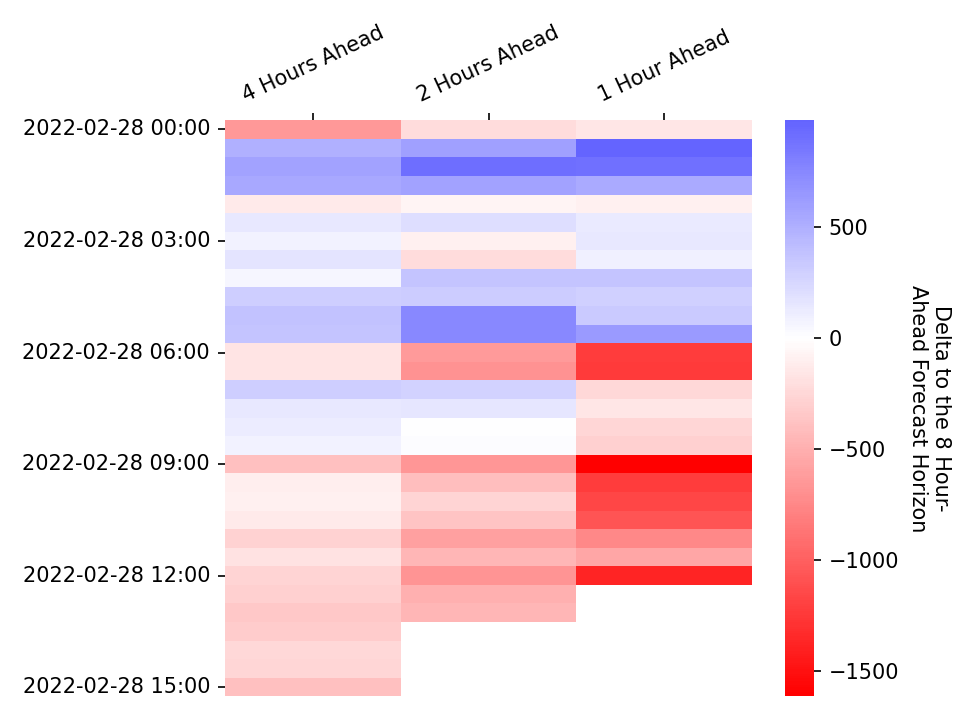 4 Hours Ahead
2 Hours Ahead
1 Hour Ahead
2022-02-28 00:00
2022-02-28 03:00
2022-02-28 06:00
2022-02-28 09:00
2022-02-28 12:00
2022-02-28 15:00
500
0
−500
−1000
−1500
Delta to the 8 Hour-
Ahead Forecast Horizon